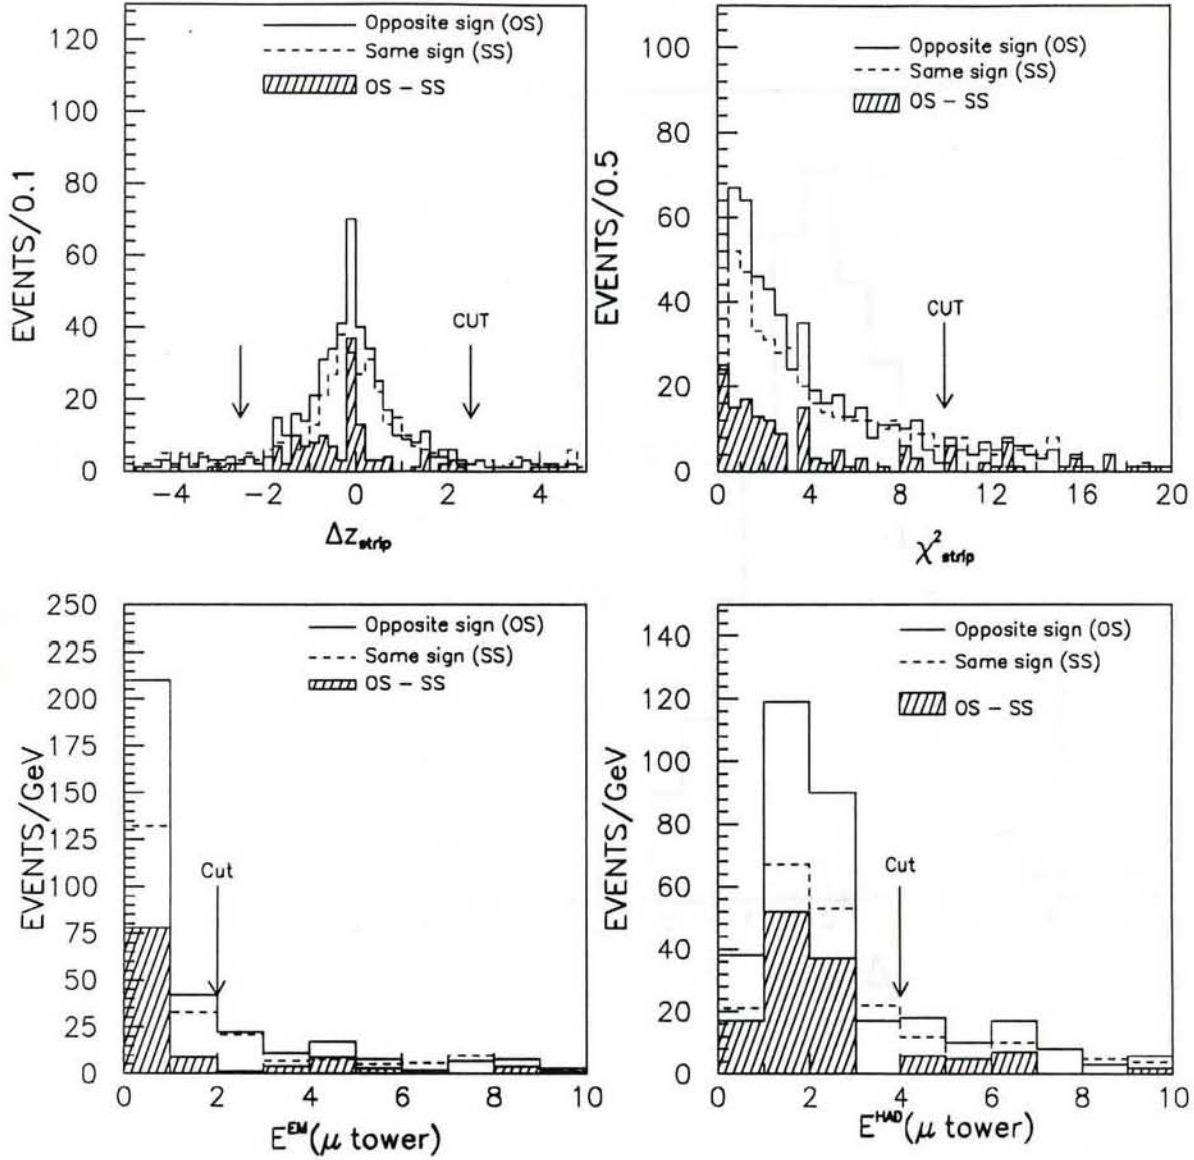 Opposite sign (OS)
Same sign (SS)
OS – SS
EVENTS/0.1
120
100
80
60
40
20
0
CUT
−4 −2 0 2 4
Δz strip
Opposite sign (OS)
Same sign (SS)
OS – SS
EVENTS/0.5
100
80
60
40
20
0
CUT
0 4 8 12 16 20
χ² strip
Opposite sign (OS)
Same sign (SS)
OS – SS
EVENTS/GeV
250
225
200
175
150
125
100
75
50
25
0
Cut
0 2 4 6 8 10
E^EM (μ tower)
Opposite sign (OS)
Same sign (SS)
OS – SS
EVENTS/GeV
140
120
100
80
60
40
20
0
Cut
0 2 4 6 8 10
E^HAD (μ tower)